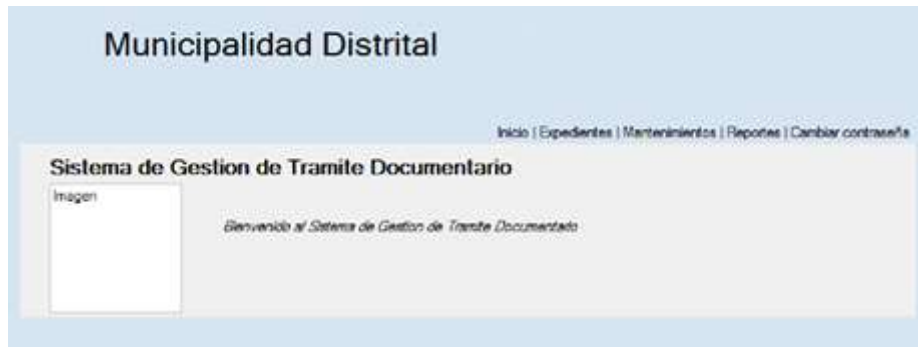 Municipalidad Distrital
Inicio | Expedientes | Mantenimientos | Reportes | Cambiar contraseña
Sistema de Gestion de Tramite Documentario
Imagen
Bienvenido al Sistema de Gestion de Tramite Documentado